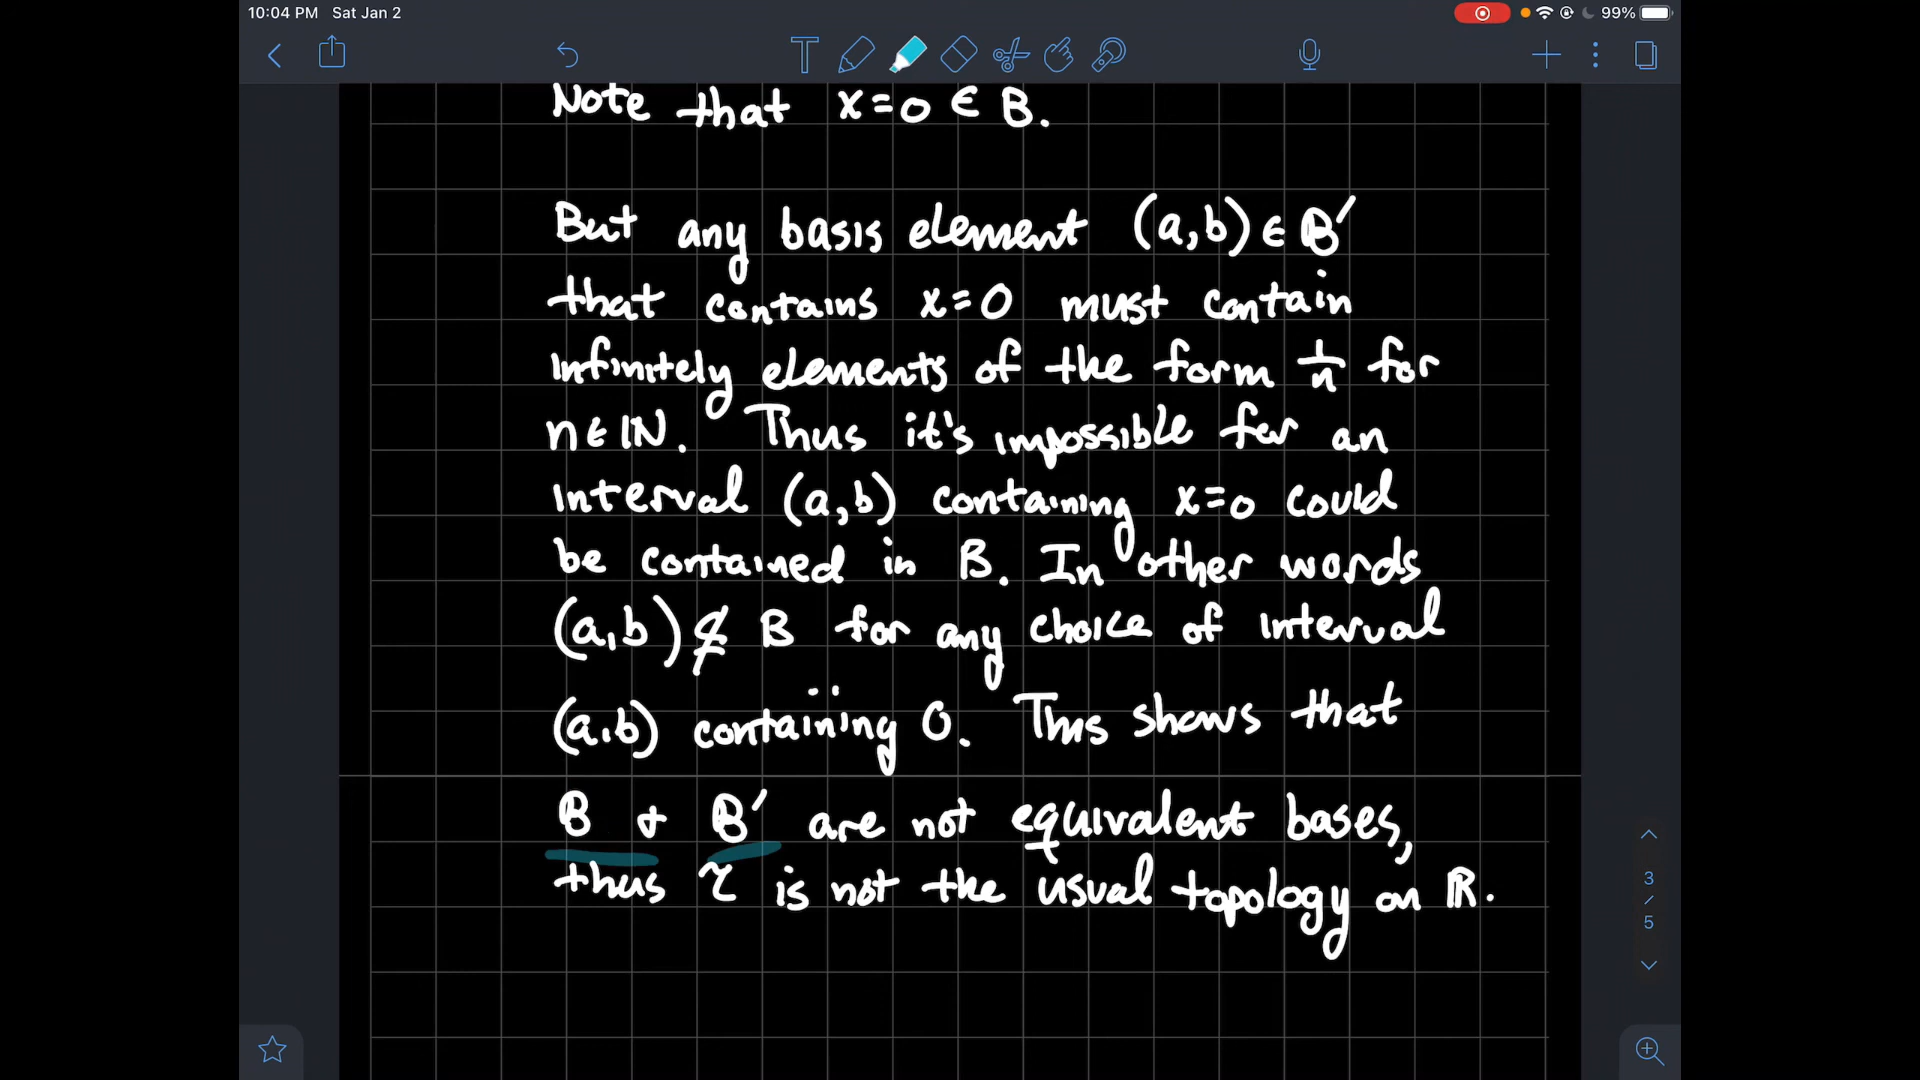 10:04 PM Sat Jan 2 99%
Note that x=0 ∈ B.
But any basis element (a,b) ∈ 𝔹′
that contains x=0 must contain
infinitely elements of the form 1/n for
n ∈ ℕ. Thus it's impossible for an
interval (a,b) containing x=0 could
be contained in B. In other words
(a,b) ⊄ B for any choice of interval
(a,b) containing 0. This shows that
𝔹 & 𝔹′ are not equivalent bases,
thus τ is not the usual topology on ℝ.
3
/
5